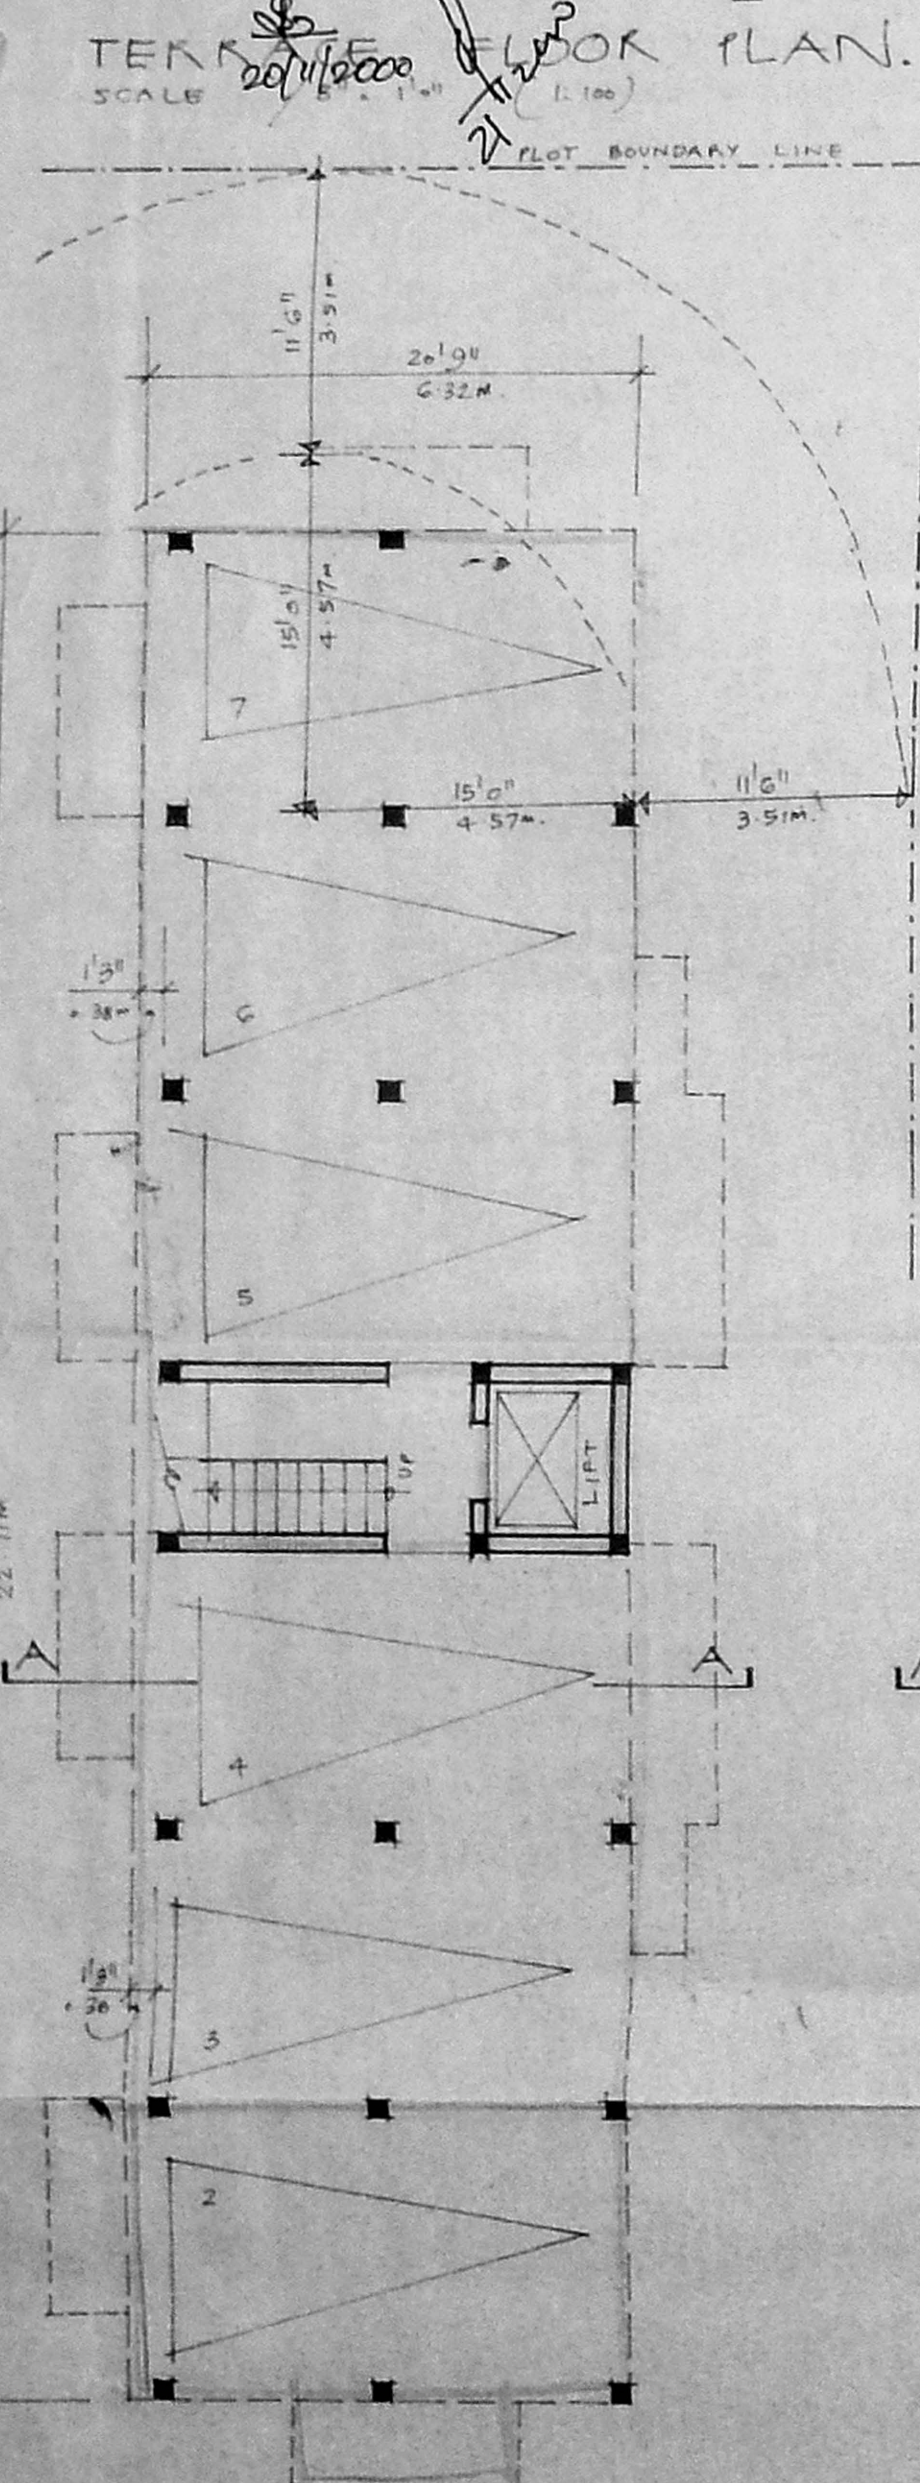 TERRACE FLOOR PLAN.
20/11/2000
SCALE 1'0" (1:100)
PLOT BOUNDARY LINE
11'6"
3.51m
20'9"
6.32M.
15'0"
4.57m
7
15'0"
4.57m.
11'6"
3.51M.
1'3"
.38m
6
5
UP
LIFT
A
A
4
3
2